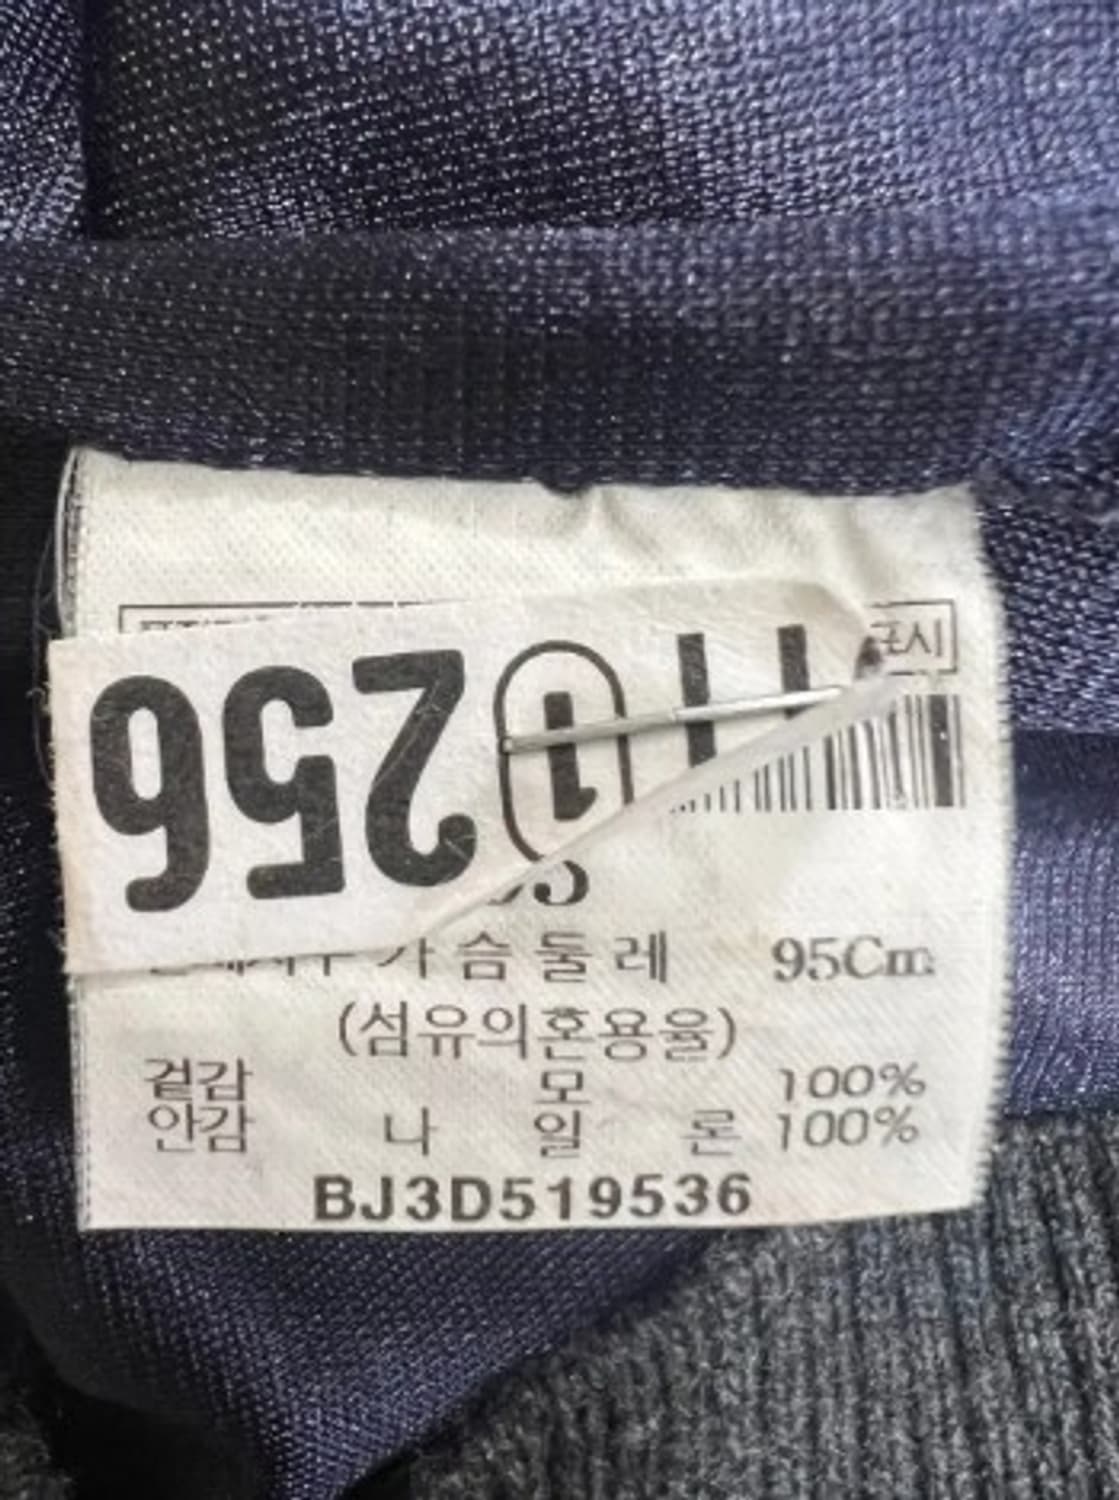 256 1
가슴둘레 95Cm
(섬유의혼용율)
겉감 모 100%
안감 나일론 100%
BJ3D519536